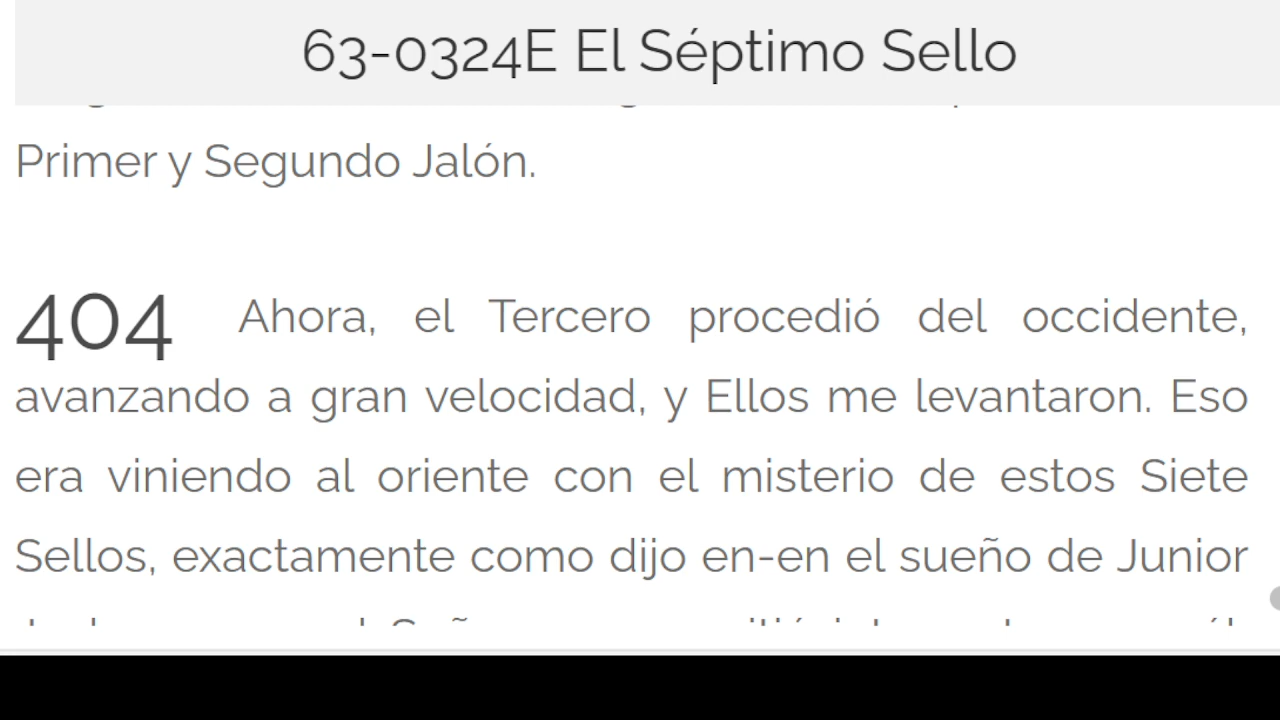 63-0324E El Séptimo Sello
Primer y Segundo Jalón.
404 Ahora, el Tercero procedió del occidente,
avanzando a gran velocidad, y Ellos me levantaron. Eso
era viniendo al oriente con el misterio de estos Siete
Sellos, exactamente como dijo en-en el sueño de Junior